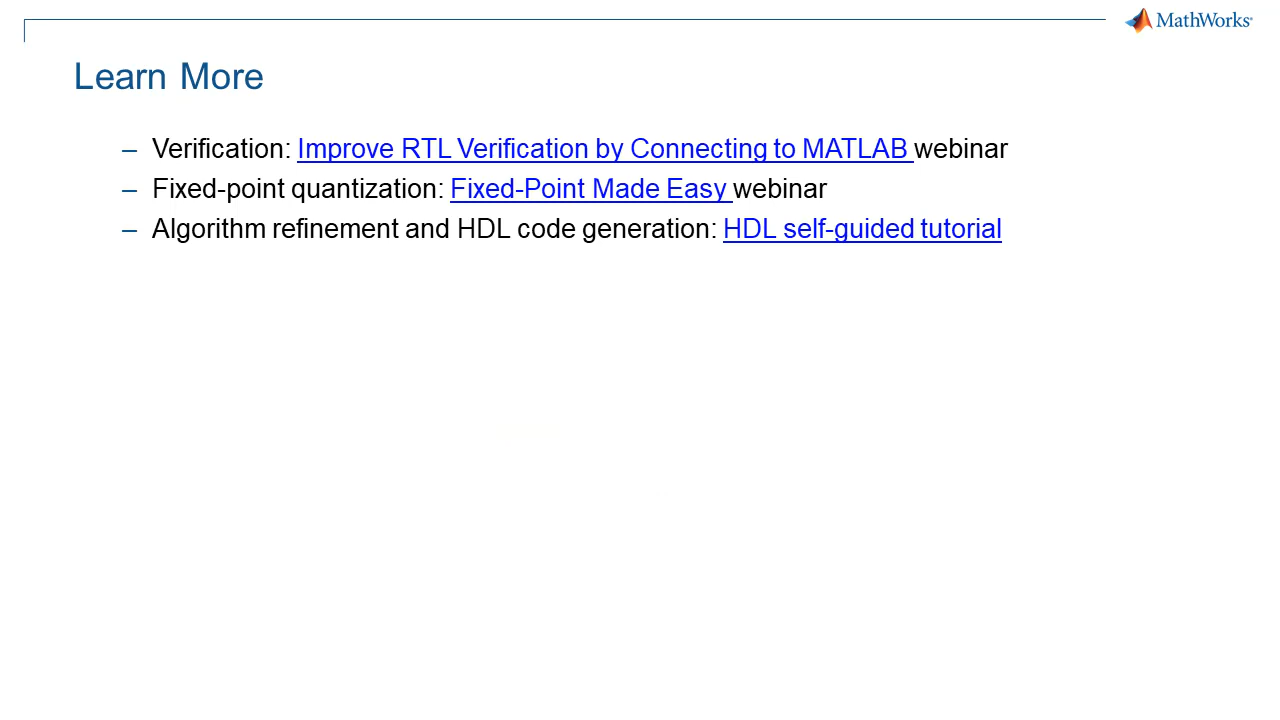 MathWorks®
Learn More
– Verification: Improve RTL Verification by Connecting to MATLAB webinar
– Fixed-point quantization: Fixed-Point Made Easy webinar
– Algorithm refinement and HDL code generation: HDL self-guided tutorial